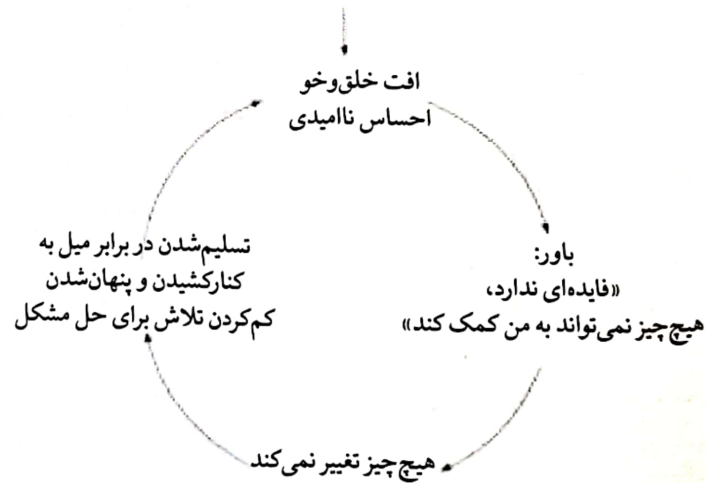 افت خلق‌وخو
احساس ناامیدی
باور:
«فایده‌ای ندارد،
هیچ‌چیز نمی‌تواند به من کمک کند»
هیچ‌چیز تغییر نمی‌کند
تسلیم‌شدن در برابر میل به
کنارکشیدن و پنهان‌شدن
کم‌کردن تلاش برای حل مشکل